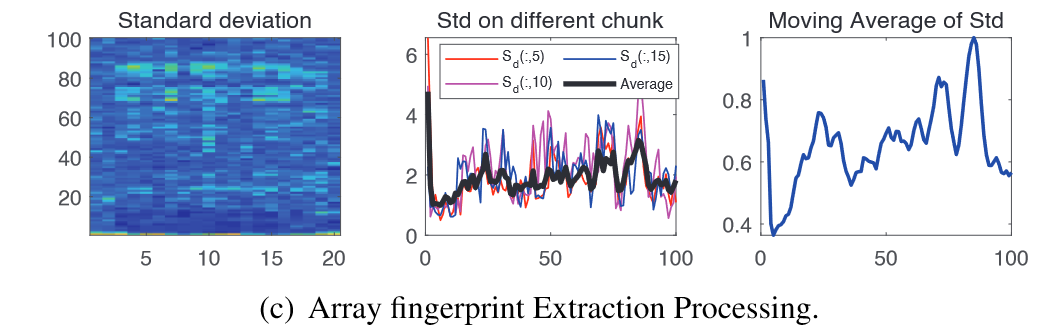 Standard deviation
100
80
60
40
20
5 10 15 20
Std on different chunk
6
4
2
0
0 50 100
S_d(:,5)
S_d(:,15)
S_d(:,10)
Average
Moving Average of Std
1
0.8
0.6
0.4
0 50 100
(c) Array fingerprint Extraction Processing.